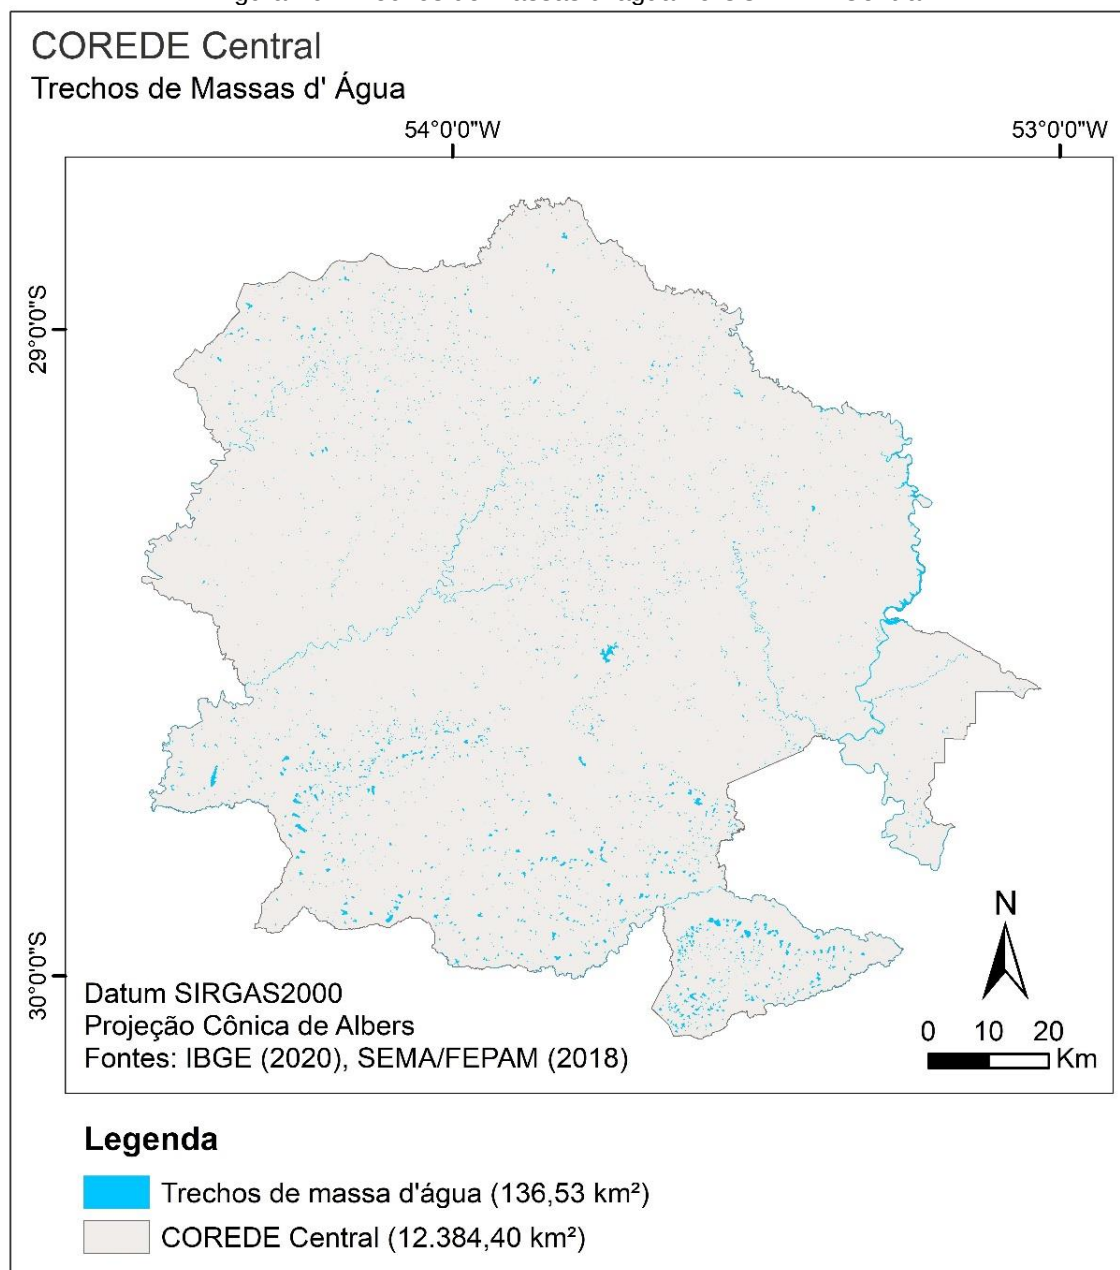 COREDE Central
Trechos de Massas d' Água
54°0'0"W
53°0'0"W
29°0'0"S
30°0'0"S
Datum SIRGAS2000
Projeção Cônica de Albers
Fontes: IBGE (2020), SEMA/FEPAM (2018)
N
0 10 20
Km
Legenda
Trechos de massa d'água (136,53 km²)
COREDE Central (12.384,40 km²)